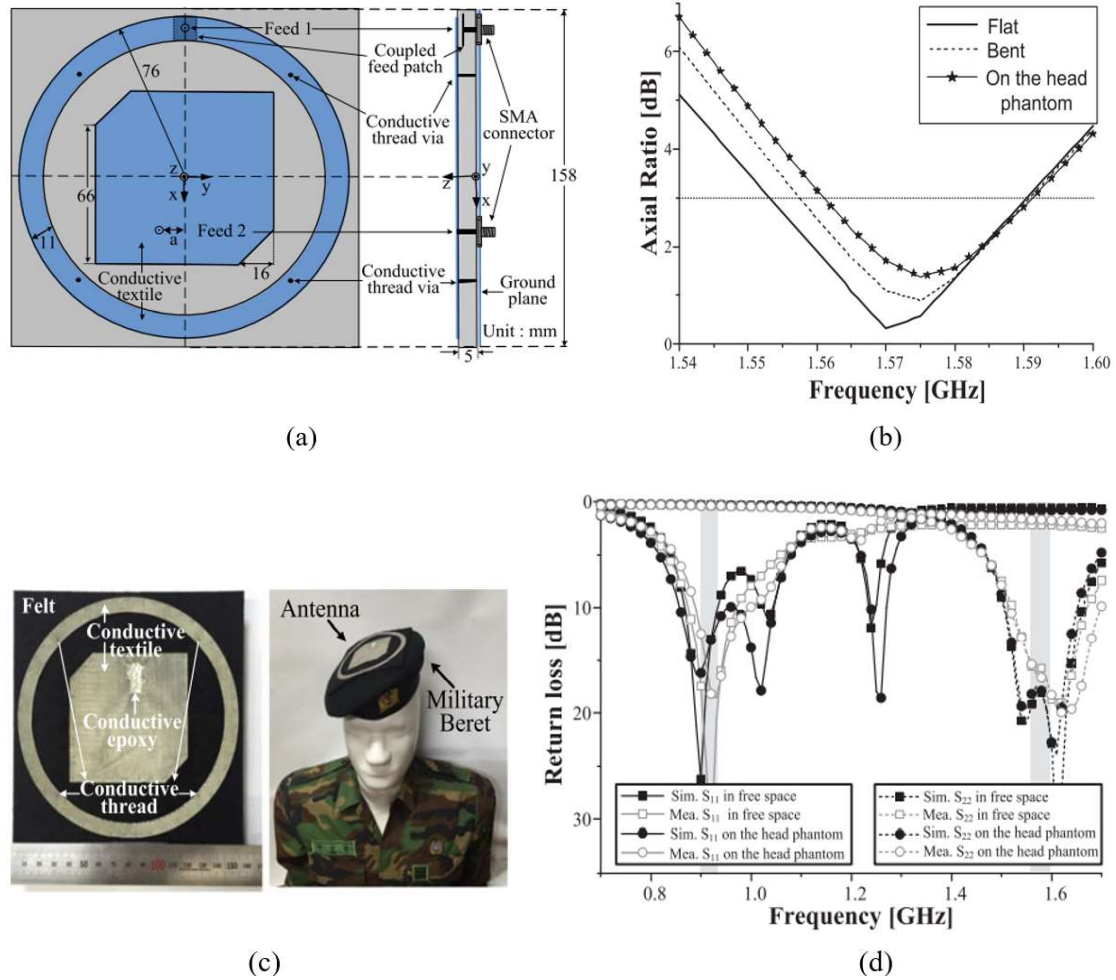 Feed 1
Coupled
feed patch
76
Conductive
thread via
SMA
connector
z
y
x
z
y
x
158
66
a
Feed 2
11
16
Conductive
textile
Conductive
thread via
Ground
plane
Unit : mm
5
(a)
Axial Ratio [dB]
6
4
2
0
1.54
1.55
1.56
1.57
1.58
1.59
1.60
Frequency [GHz]
Flat
Bent
On the head
phantom
(b)
Felt
Conductive
textile
Conductive
epoxy
Conductive
thread
Antenna
Military
Beret
(c)
Return loss [dB]
0
10
20
30
Sim. S11 in free space
Mea. S11 in free space
Sim. S11 on the head phantom
Mea. S11 on the head phantom
Sim. S22 in free space
Mea. S22 in free space
Sim. S22 on the head phantom
Mea. S22 on the head phantom
0.8
1.0
1.2
1.4
1.6
Frequency [GHz]
(d)